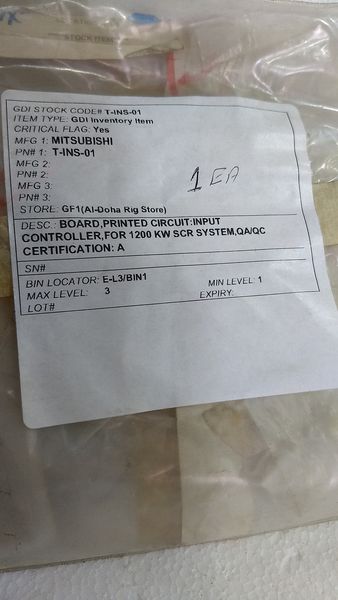 STOCK ITEM
GDI STOCK CODE# T-INS-01
ITEM TYPE: GDI Inventory Item
CRITICAL FLAG: Yes
MFG 1: MITSUBISHI
PN# 1: T-INS-01
MFG 2:
PN# 2:
MFG 3:
PN# 3:
1 EA
STORE: GF1(Al-Doha Rig Store)
DESC.: BOARD,PRINTED CIRCUIT:INPUT
CONTROLLER,FOR 1200 KW SCR SYSTEM,QA/QC
CERTIFICATION: A
SN#
BIN LOCATOR: E-L3/BIN1 MIN LEVEL: 1
MAX LEVEL: 3 EXPIRY:
LOT#